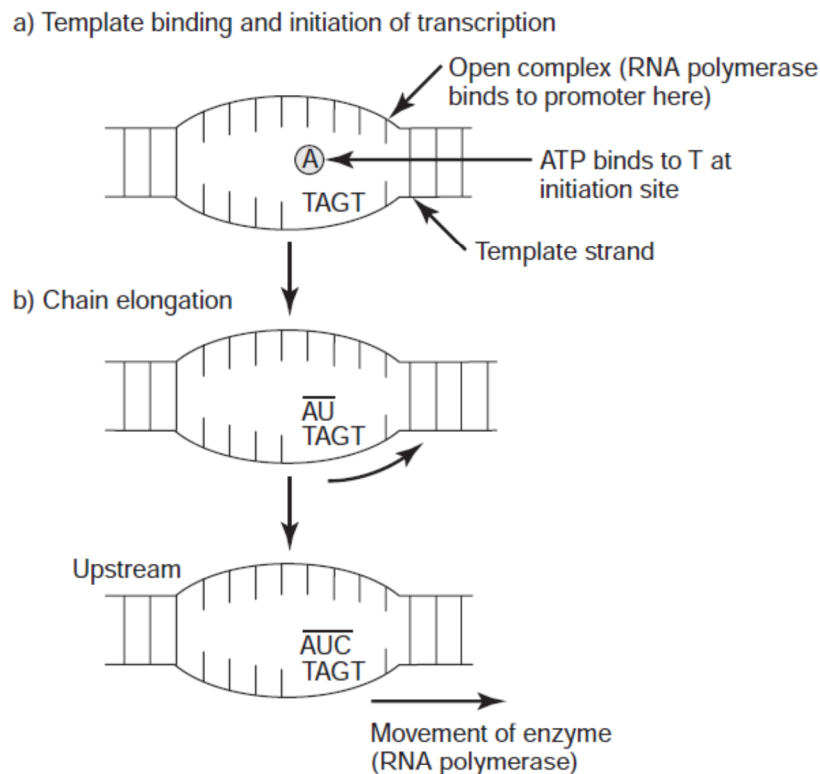 a) Template binding and initiation of transcription
Open complex (RNA polymerase
binds to promoter here)
A
ATP binds to T at
initiation site
TAGT
Template strand
b) Chain elongation
AU
TAGT
Upstream
AUC
TAGT
Movement of enzyme
(RNA polymerase)